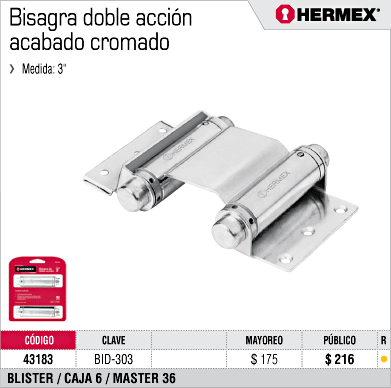 Bisagra doble acción
acabado cromado
HERMEX®
› Medida: 3"
HERMEX
HERMEX
HERMEX
CÓDIGO CLAVE MAYOREO PÚBLICO R
43183 BID-303 $ 175 $ 216
BLISTER / CAJA 6 / MASTER 36